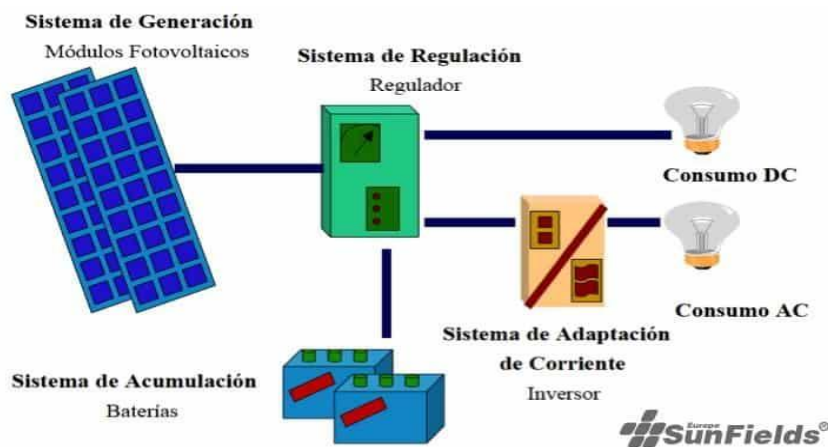 Sistema de Generación
Módulos Fotovoltaicos
Sistema de Regulación
Regulador
Consumo DC
Consumo AC
Sistema de Adaptación
de Corriente
Inversor
Sistema de Acumulación
Baterías
Europe
SunFields®